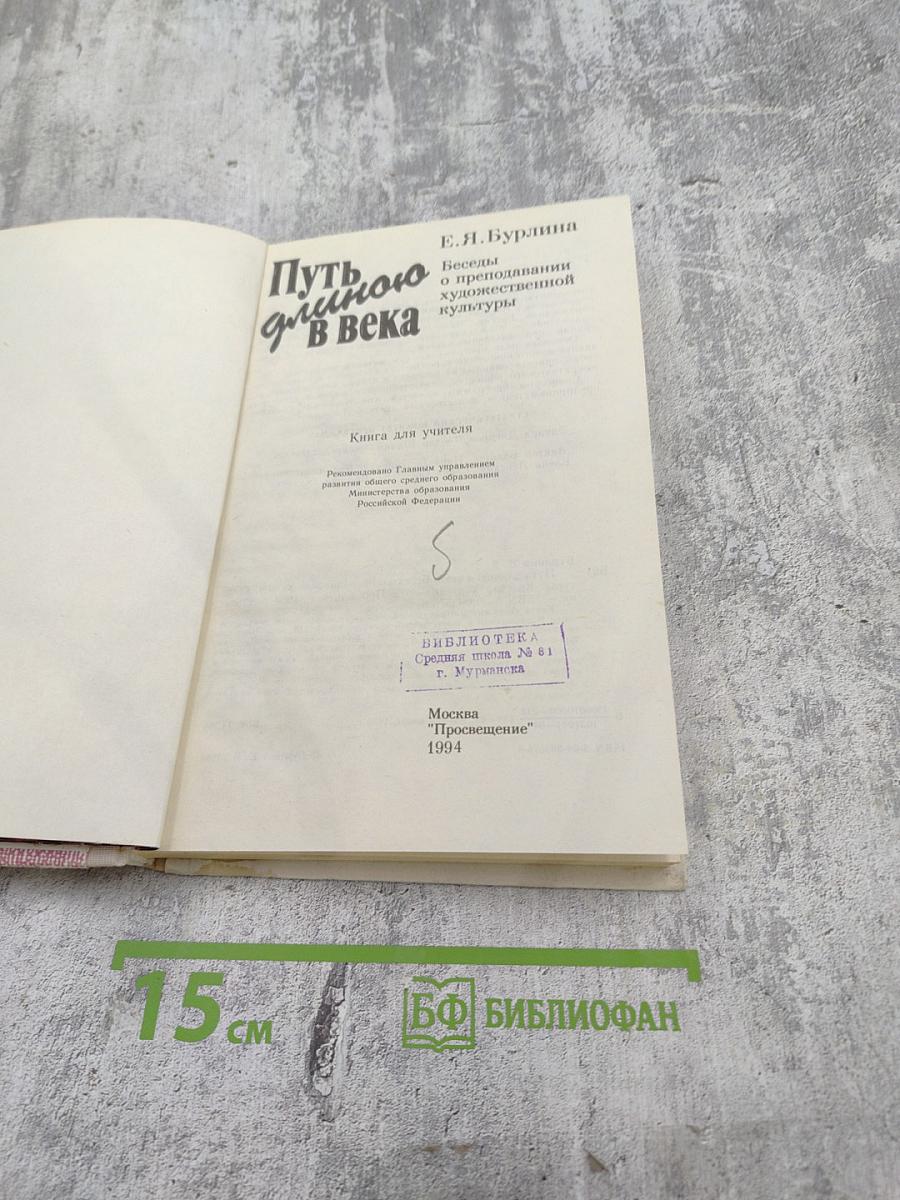 Е.Я.Бурлина
Путь
длиною
в века
Беседы
о преподавании
художественной
культуры
Книга для учителя
Рекомендовано Главным управлением
развития общего среднего образования
Министерства образования
Российской Федерации
5
БИБЛИОТЕКА
Средняя школа № 81
г. Мурманска
Москва
"Просвещение"
1994
15 см
БФ БИБЛИОФАН